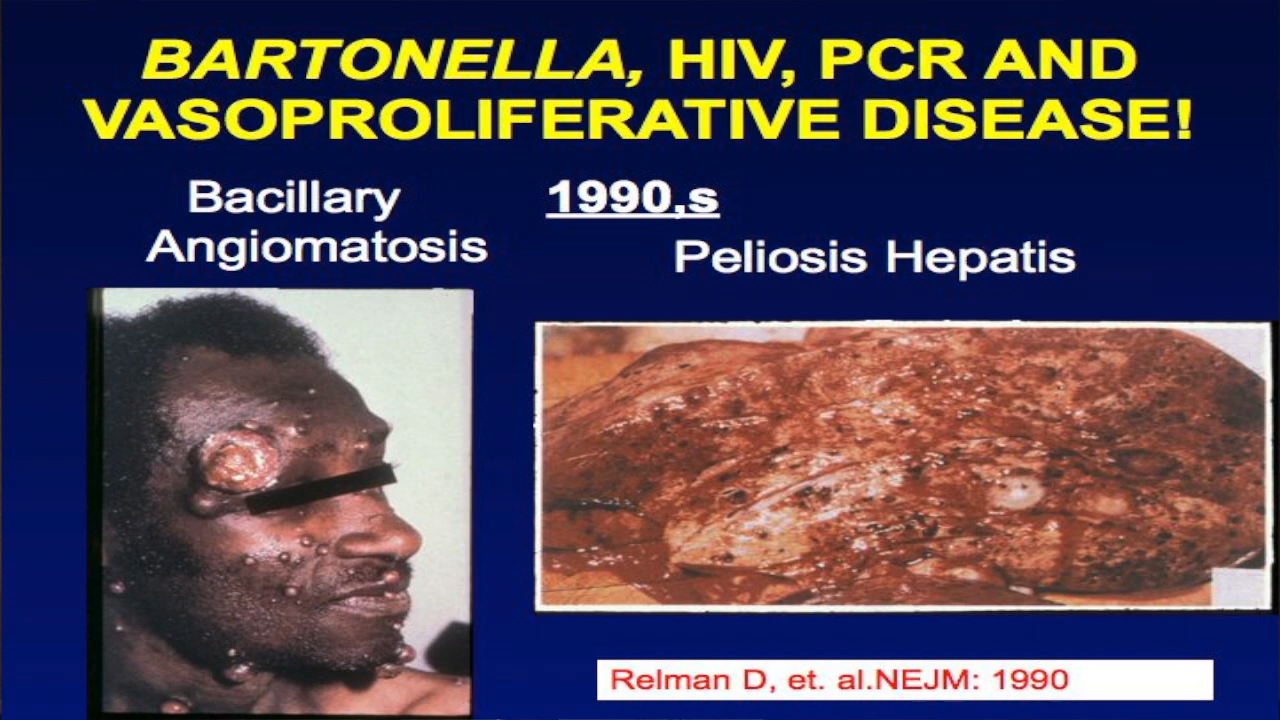 BARTONELLA, HIV, PCR AND
VASOPROLIFERATIVE DISEASE!
Bacillary
Angiomatosis
1990,s
Peliosis Hepatis
Relman D, et. al.NEJM: 1990